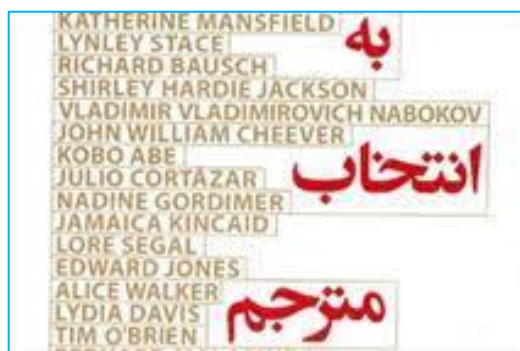 KATHERINE MANSFIELD
LYNLEY STACE
RICHARD BAUSCH
SHIRLEY HARDIE JACKSON
VLADIMIR VLADIMIROVICH NABOKOV
JOHN WILLIAM CHEEVER
KOBO ABE
JULIO CORTÁZAR
NADINE GORDIMER
JAMAICA KINCAID
LORE SEGAL
EDWARD JONES
ALICE WALKER
LYDIA DAVIS
TIM O'BRIEN
به
انتخاب
مترجم